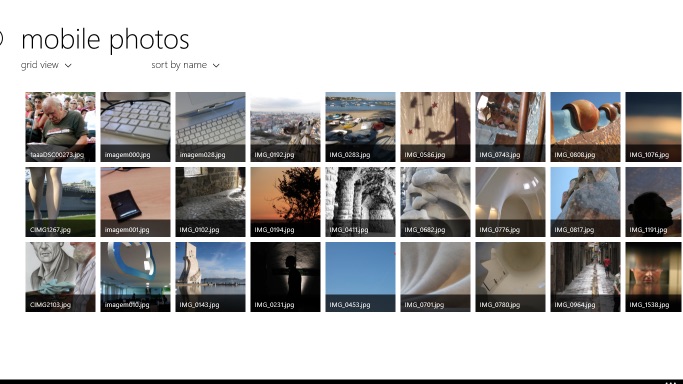 mobile photos
grid view sort by name
!aaaDSC00273.jpg imagem000.jpg imagem028.jpg IMG_0192.jpg IMG_0283.jpg IMG_0586.jpg IMG_0743.jpg IMG_0808.jpg IMG_1076.jpg
CIMG1267.jpg imagem001.jpg IMG_0102.jpg IMG_0194.jpg IMG_0411.jpg IMG_0682.jpg IMG_0776.jpg IMG_0817.jpg IMG_1191.jpg
CIMG2103.jpg imagem010.jpg IMG_0143.jpg IMG_0231.jpg IMG_0453.jpg IMG_0701.jpg IMG_0780.jpg IMG_0964.jpg IMG_1538.jpg